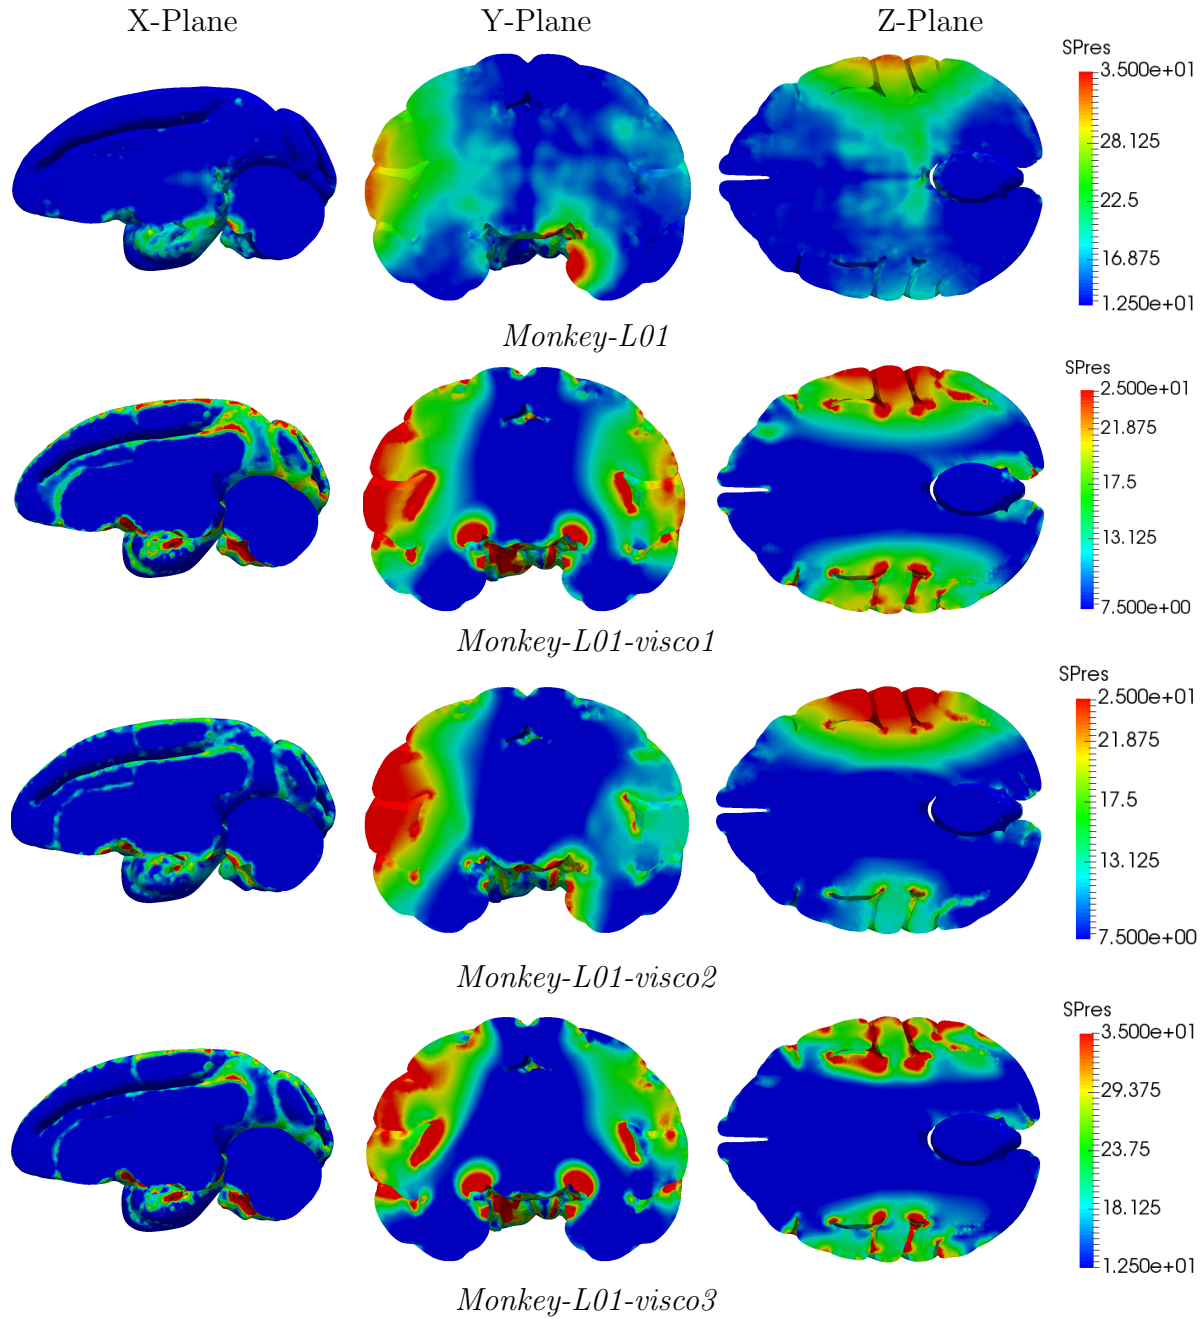 X-Plane Y-Plane Z-Plane
SPres
3.500e+01
28.125
22.5
16.875
1.250e+01
Monkey-L01
SPres
2.500e+01
21.875
17.5
13.125
7.500e+00
Monkey-L01-visco1
SPres
2.500e+01
21.875
17.5
13.125
7.500e+00
Monkey-L01-visco2
SPres
3.500e+01
29.375
23.75
18.125
1.250e+01
Monkey-L01-visco3